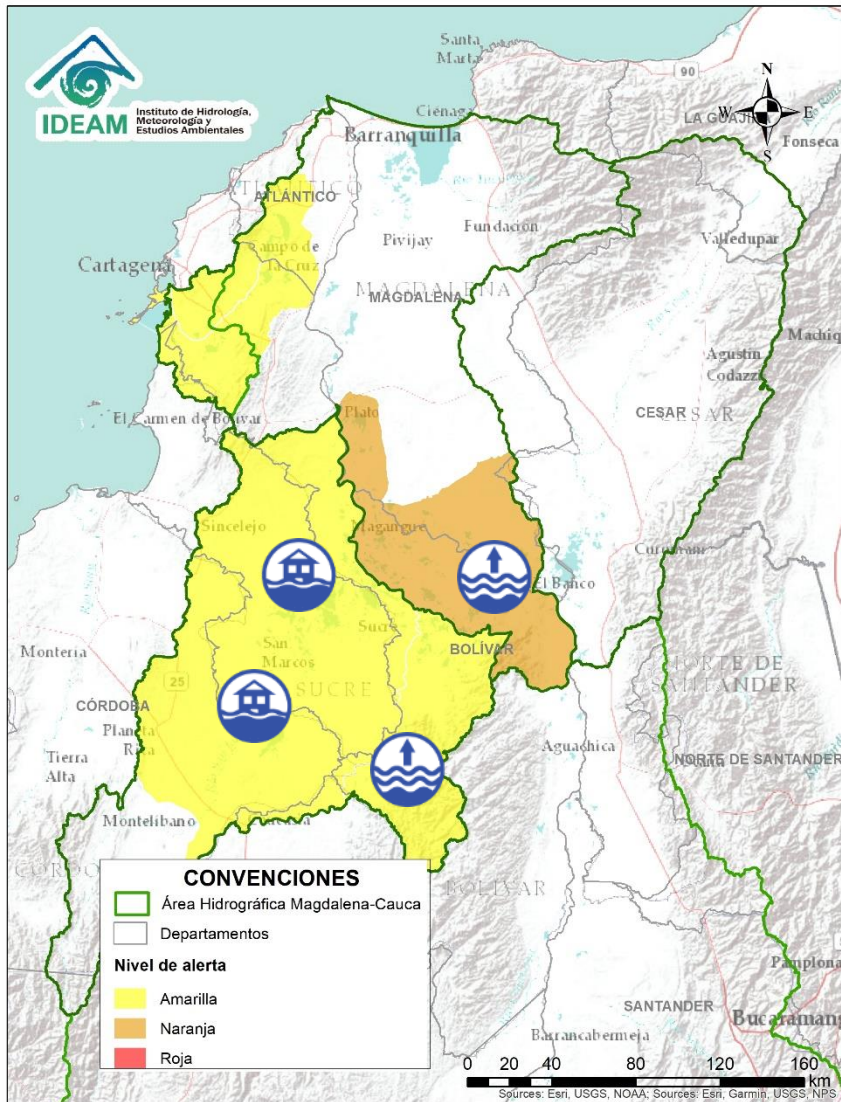 IDEAM
Instituto de Hidrología,
Meteorología y
Estudios Ambientales
Santa
Marta
90
N
W
E
S
LA GUAJIRA
Fonseca
Ciénaga
Barranquilla
ATLÁNTICO
ATLÁNTICO
Campo de
la Cruz
Pivijay
Fundación
Valledupar
Cartagena
MAGDALENA
MAGDALENA
Agustín
Codazzi
CESAR
CESAR
El Carmen de Bolívar
Plato
Sincelejo
Magangué
El Banco
Montería
San
Marcos
Sucre
BOLÍVAR
SUCRE
25
CÓRDOBA
Planeta
Rica
Tierra
Alta
Montelíbano
NORTE DE
SANTANDER
NORTE DE SANTANDER
Aguachica
BOLÍVAR
CONVENCIONES
Área Hidrográfica Magdalena-Cauca
Departamentos
Nivel de alerta
Amarilla
Naranja
Roja
Pamplona
SANTANDER
Bucaramang
Barrancabermeja
0 20 40 80 120 160
km
Sources: Esri, USGS, NOAA; Sources: Esri, Garmin, USGS, NPS